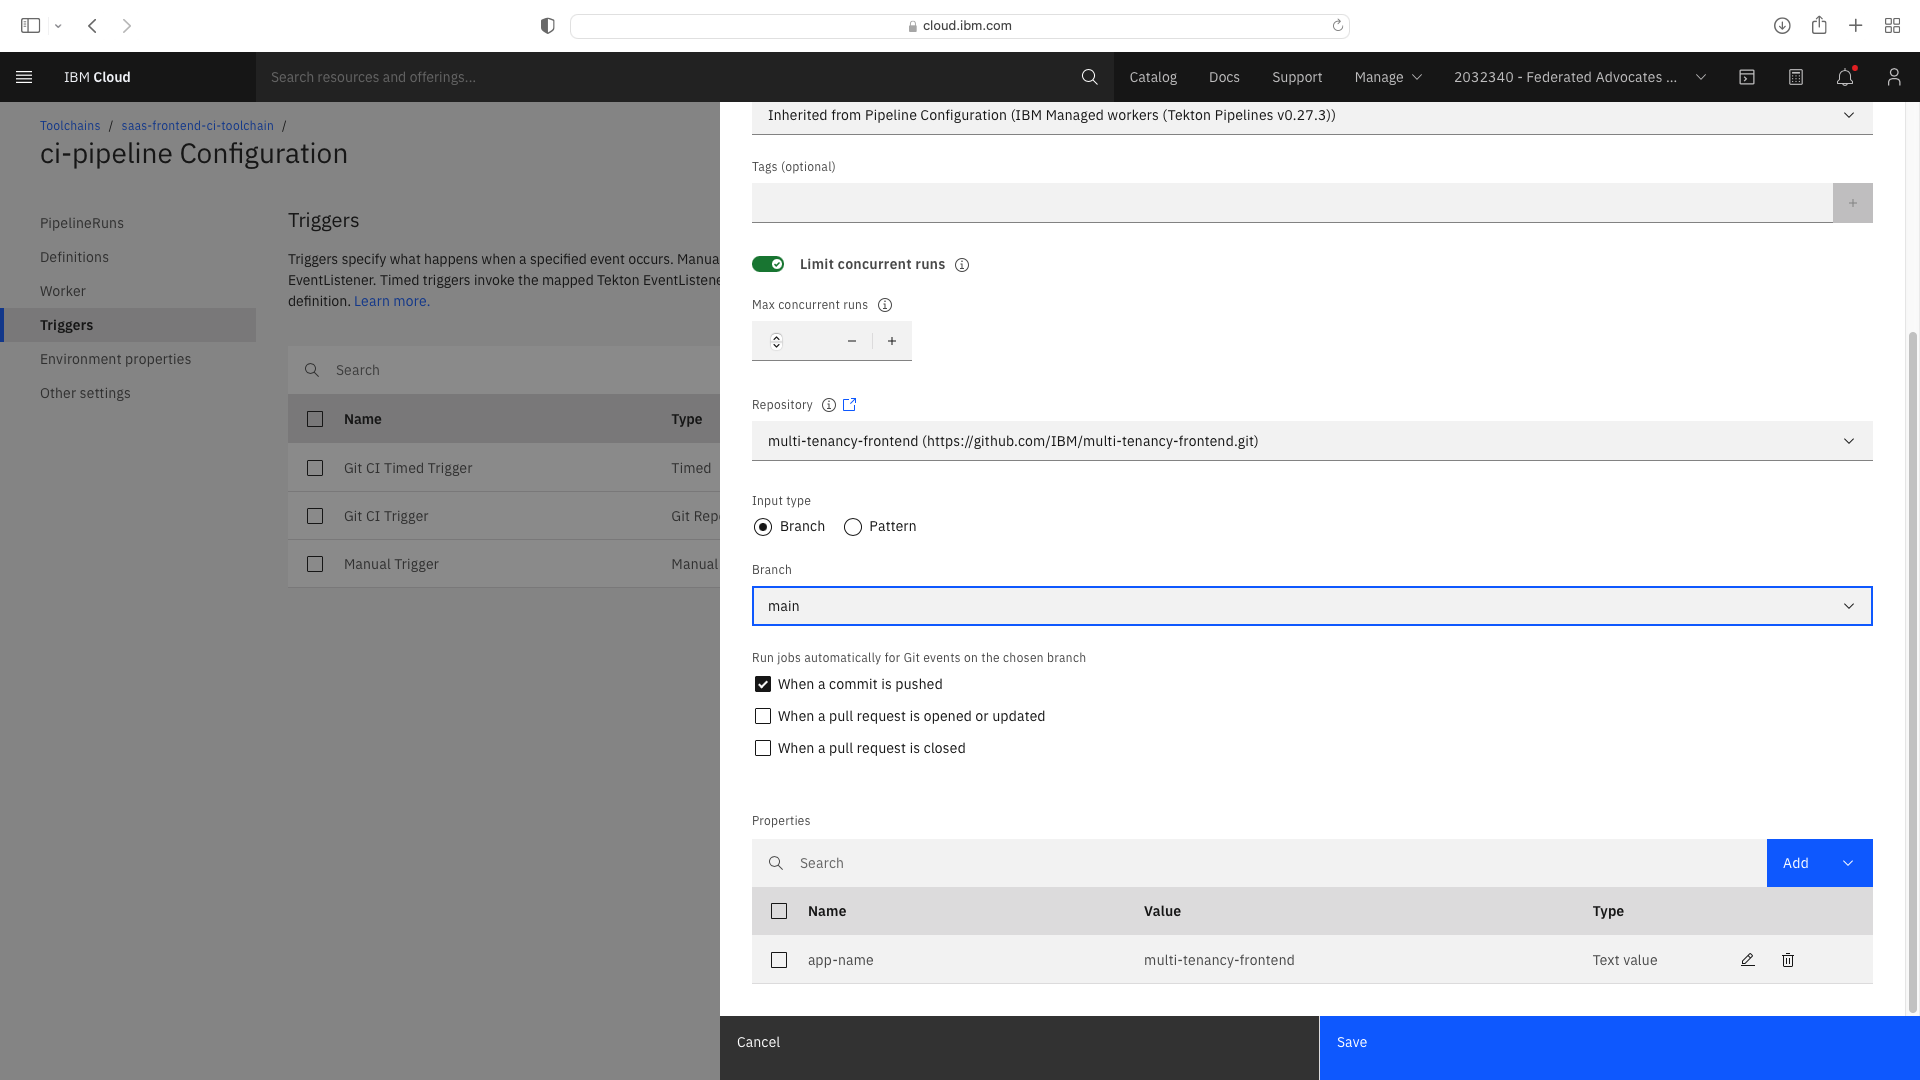 cloud.ibm.com
IBM Cloud
Search resources and offerings...
Catalog
Docs
Support
Manage
2032340 - Federated Advocates ...
Toolchains / saas-frontend-ci-toolchain /
ci-pipeline Configuration
PipelineRuns
Definitions
Worker
Triggers
Environment properties
Other settings
Triggers
Triggers specify what happens when a specified event occurs. Manua
EventListener. Timed triggers invoke the mapped Tekton EventListene
definition. Learn more.
Search
Name Type
Git CI Timed Trigger Timed
Git CI Trigger Git Repo
Manual Trigger Manual
Inherited from Pipeline Configuration (IBM Managed workers (Tekton Pipelines v0.27.3))
Tags (optional)
Limit concurrent runs
Max concurrent runs
Repository
multi-tenancy-frontend (https://github.com/IBM/multi-tenancy-frontend.git)
Input type
Branch Pattern
Branch
main
Run jobs automatically for Git events on the chosen branch
When a commit is pushed
When a pull request is opened or updated
When a pull request is closed
Properties
Search
Add
Name Value Type
app-name multi-tenancy-frontend Text value
Cancel
Save